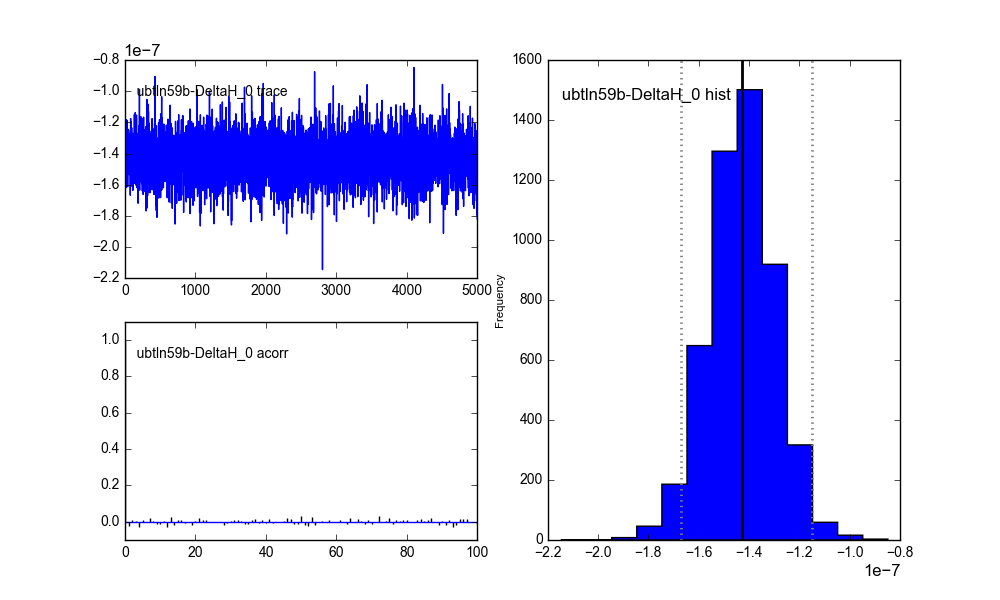 1e−7
−0.8
ubtln59b-DeltaH_0 trace
−1.0
−1.2
−1.4
−1.6
−1.8
−2.0
−2.2
0 1000 2000 3000 4000 5000
ubtln59b-DeltaH_0 acorr
1.0
0.8
0.6
0.4
0.2
0.0
0 20 40 60 80 100
ubtln59b-DeltaH_0 hist
Frequency
1600
1400
1200
1000
800
600
400
200
0
−2.2 −2.0 −1.8 −1.6 −1.4 −1.2 −1.0 −0.8
1e−7